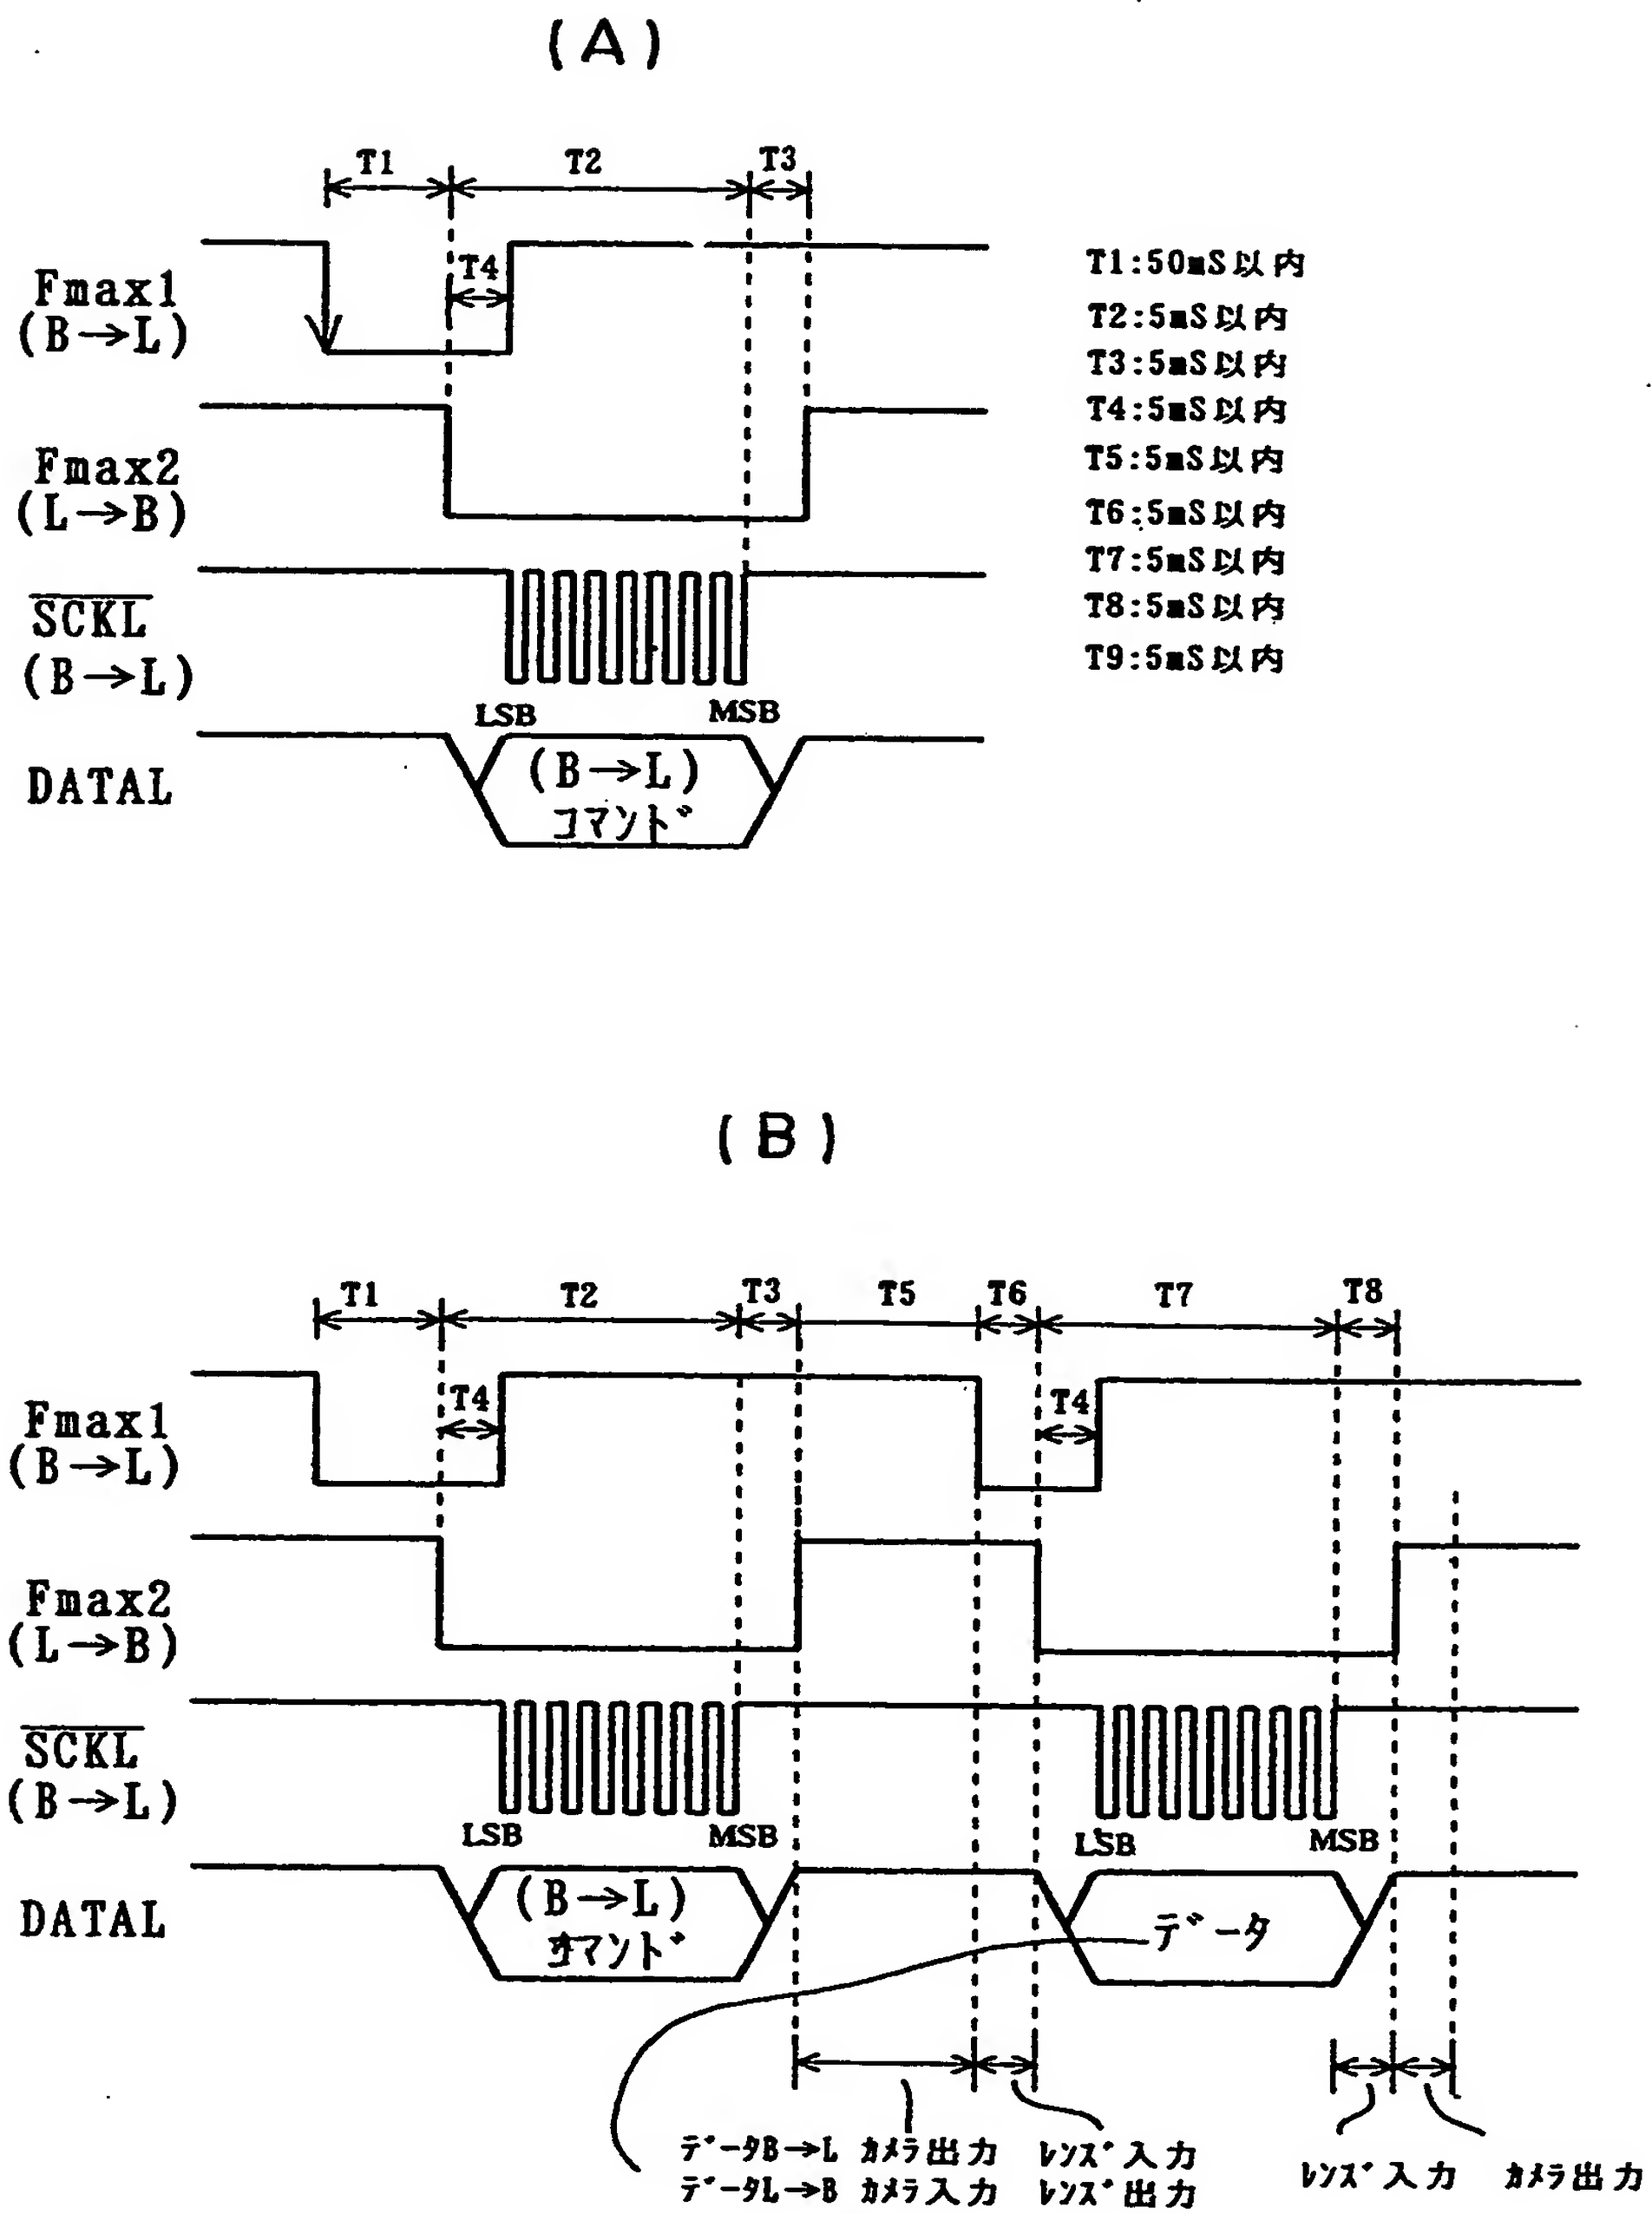 (A)
T1 T2 T3
T4
Fmax1
(B→L)
Fmax2
(L→B)
SCKL
(B→L)
LSB MSB
DATAL
(B→L)
コマンド
T1:50mS以内
T2:5mS以内
T3:5mS以内
T4:5mS以内
T5:5mS以内
T6:5mS以内
T7:5mS以内
T8:5mS以内
T9:5mS以内
(B)
T1 T2 T3 T5 T6 T7 T8
T4 T4
Fmax1
(B→L)
Fmax2
(L→B)
SCKL
(B→L)
LSB MSB LSB MSB
DATAL
(B→L)
コマンド
データ
データB→L カメラ出力 レンズ入力
データL→B カメラ入力 レンズ出力
レンズ入力 カメラ出力